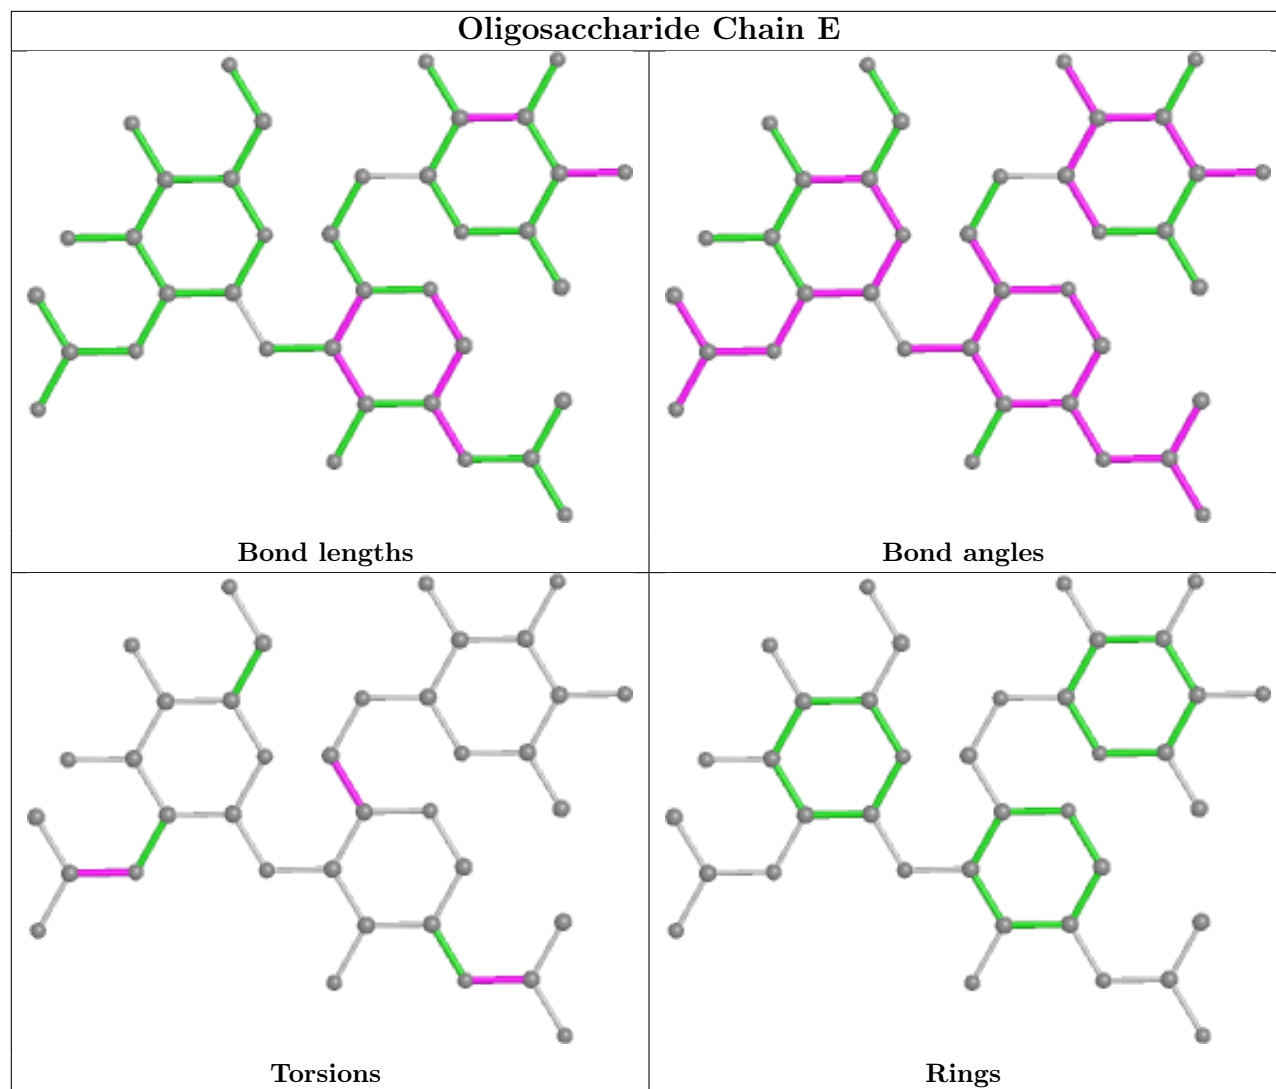 Oligosaccharide Chain E
Bond lengths
Bond angles
Torsions
Rings